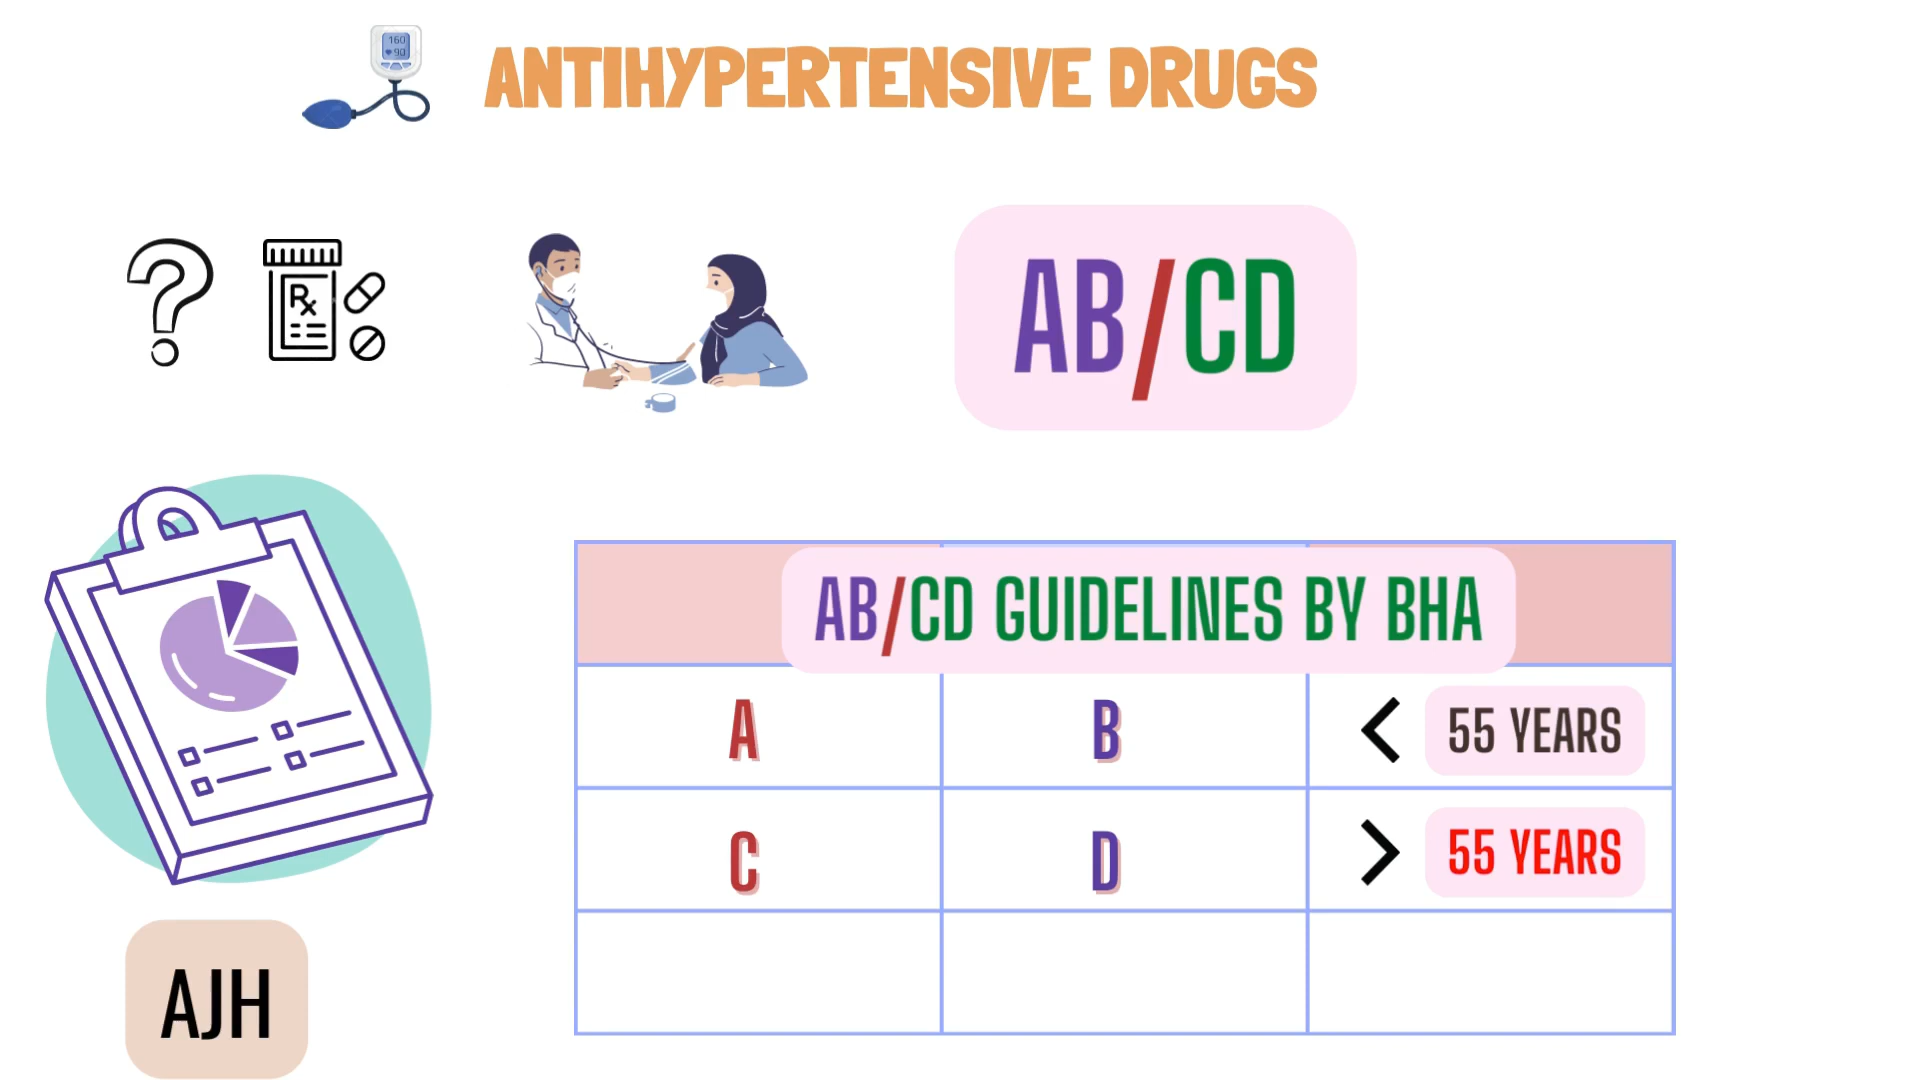 160
90
ANTIHYPERTENSIVE DRUGS
Rx
AB/CD
AB/CD GUIDELINES BY BHA
A B < 55 YEARS
C D > 55 YEARS
AJH